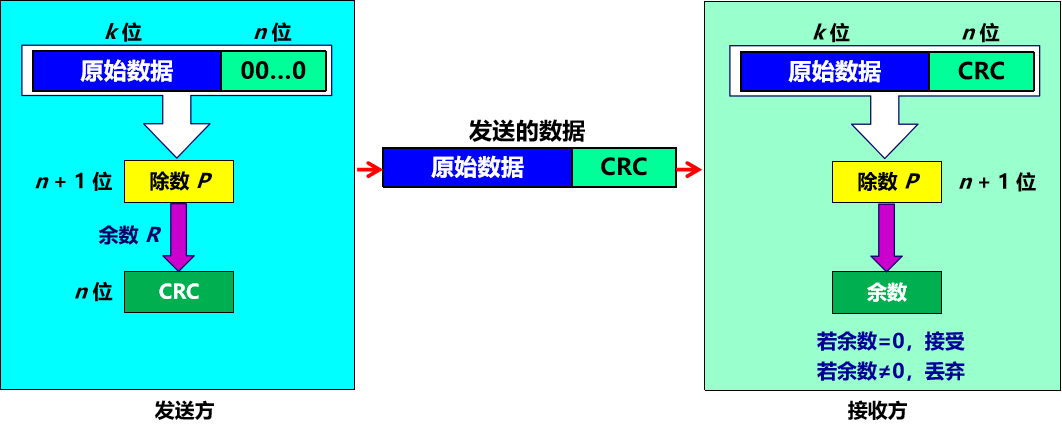 k 位 n 位
原始数据 00...0
n + 1 位 除数 P
余数 R
n 位 CRC
发送方
发送的数据
原始数据 CRC
k 位 n 位
原始数据 CRC
除数 P n + 1 位
余数
若余数=0，接受
若余数≠0，丢弃
接收方